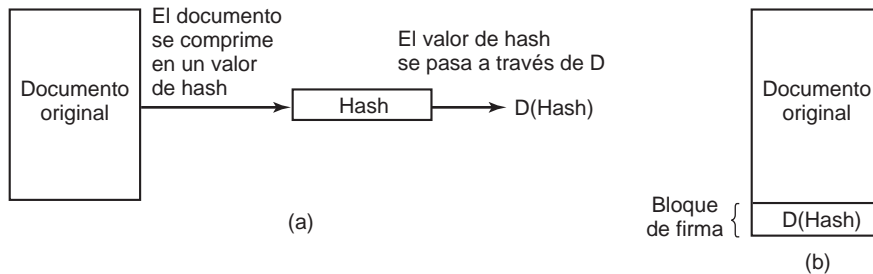 El documento
se comprime
en un valor
de hash
El valor de hash
se pasa a través de D
Documento
original
Hash
D(Hash)
(a)
Documento
original
Bloque
de firma
D(Hash)
(b)